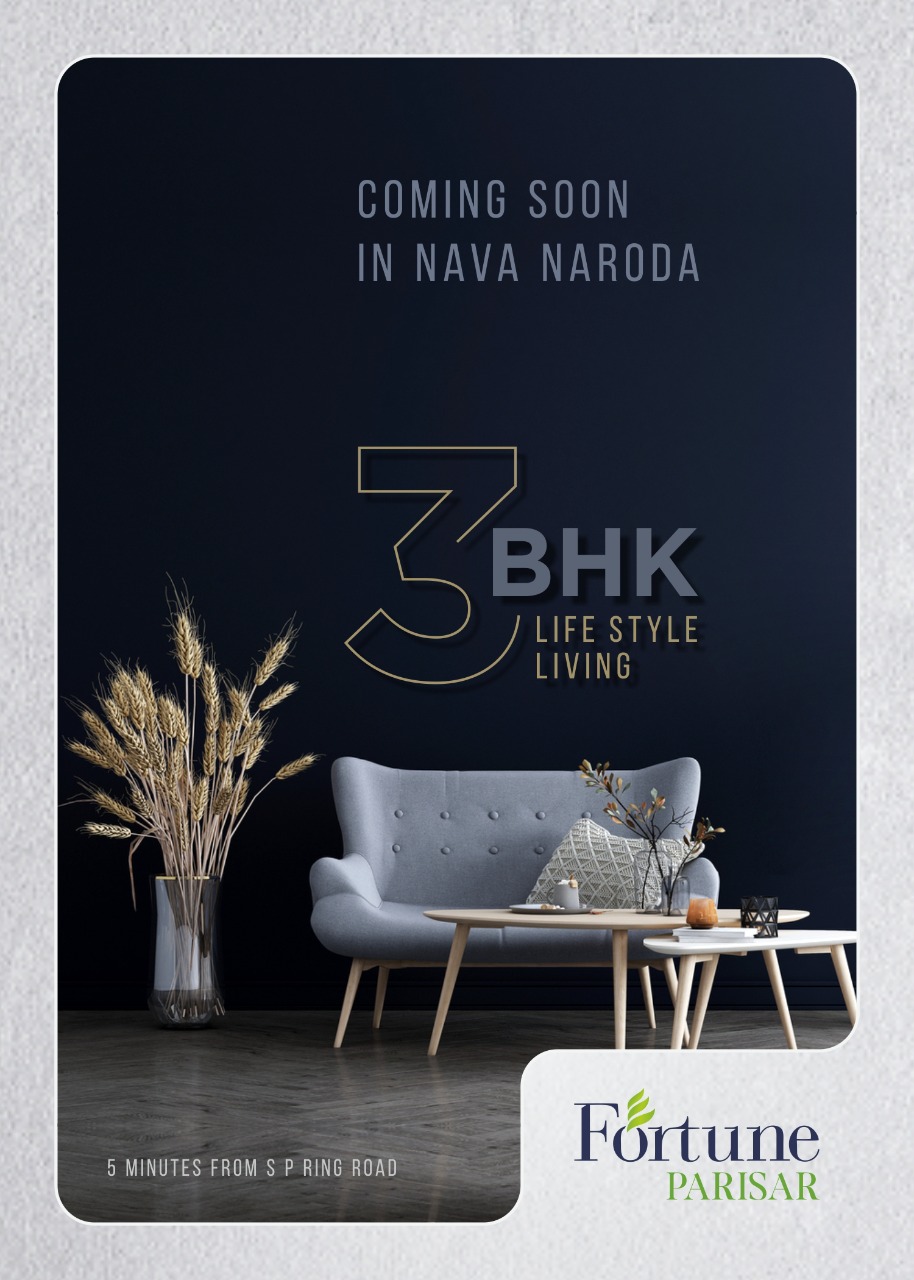 COMING SOON
IN NAVA NARODA
3 BHK
LIFE STYLE
LIVING
5 MINUTES FROM S P RING ROAD
Fortune
PARISAR